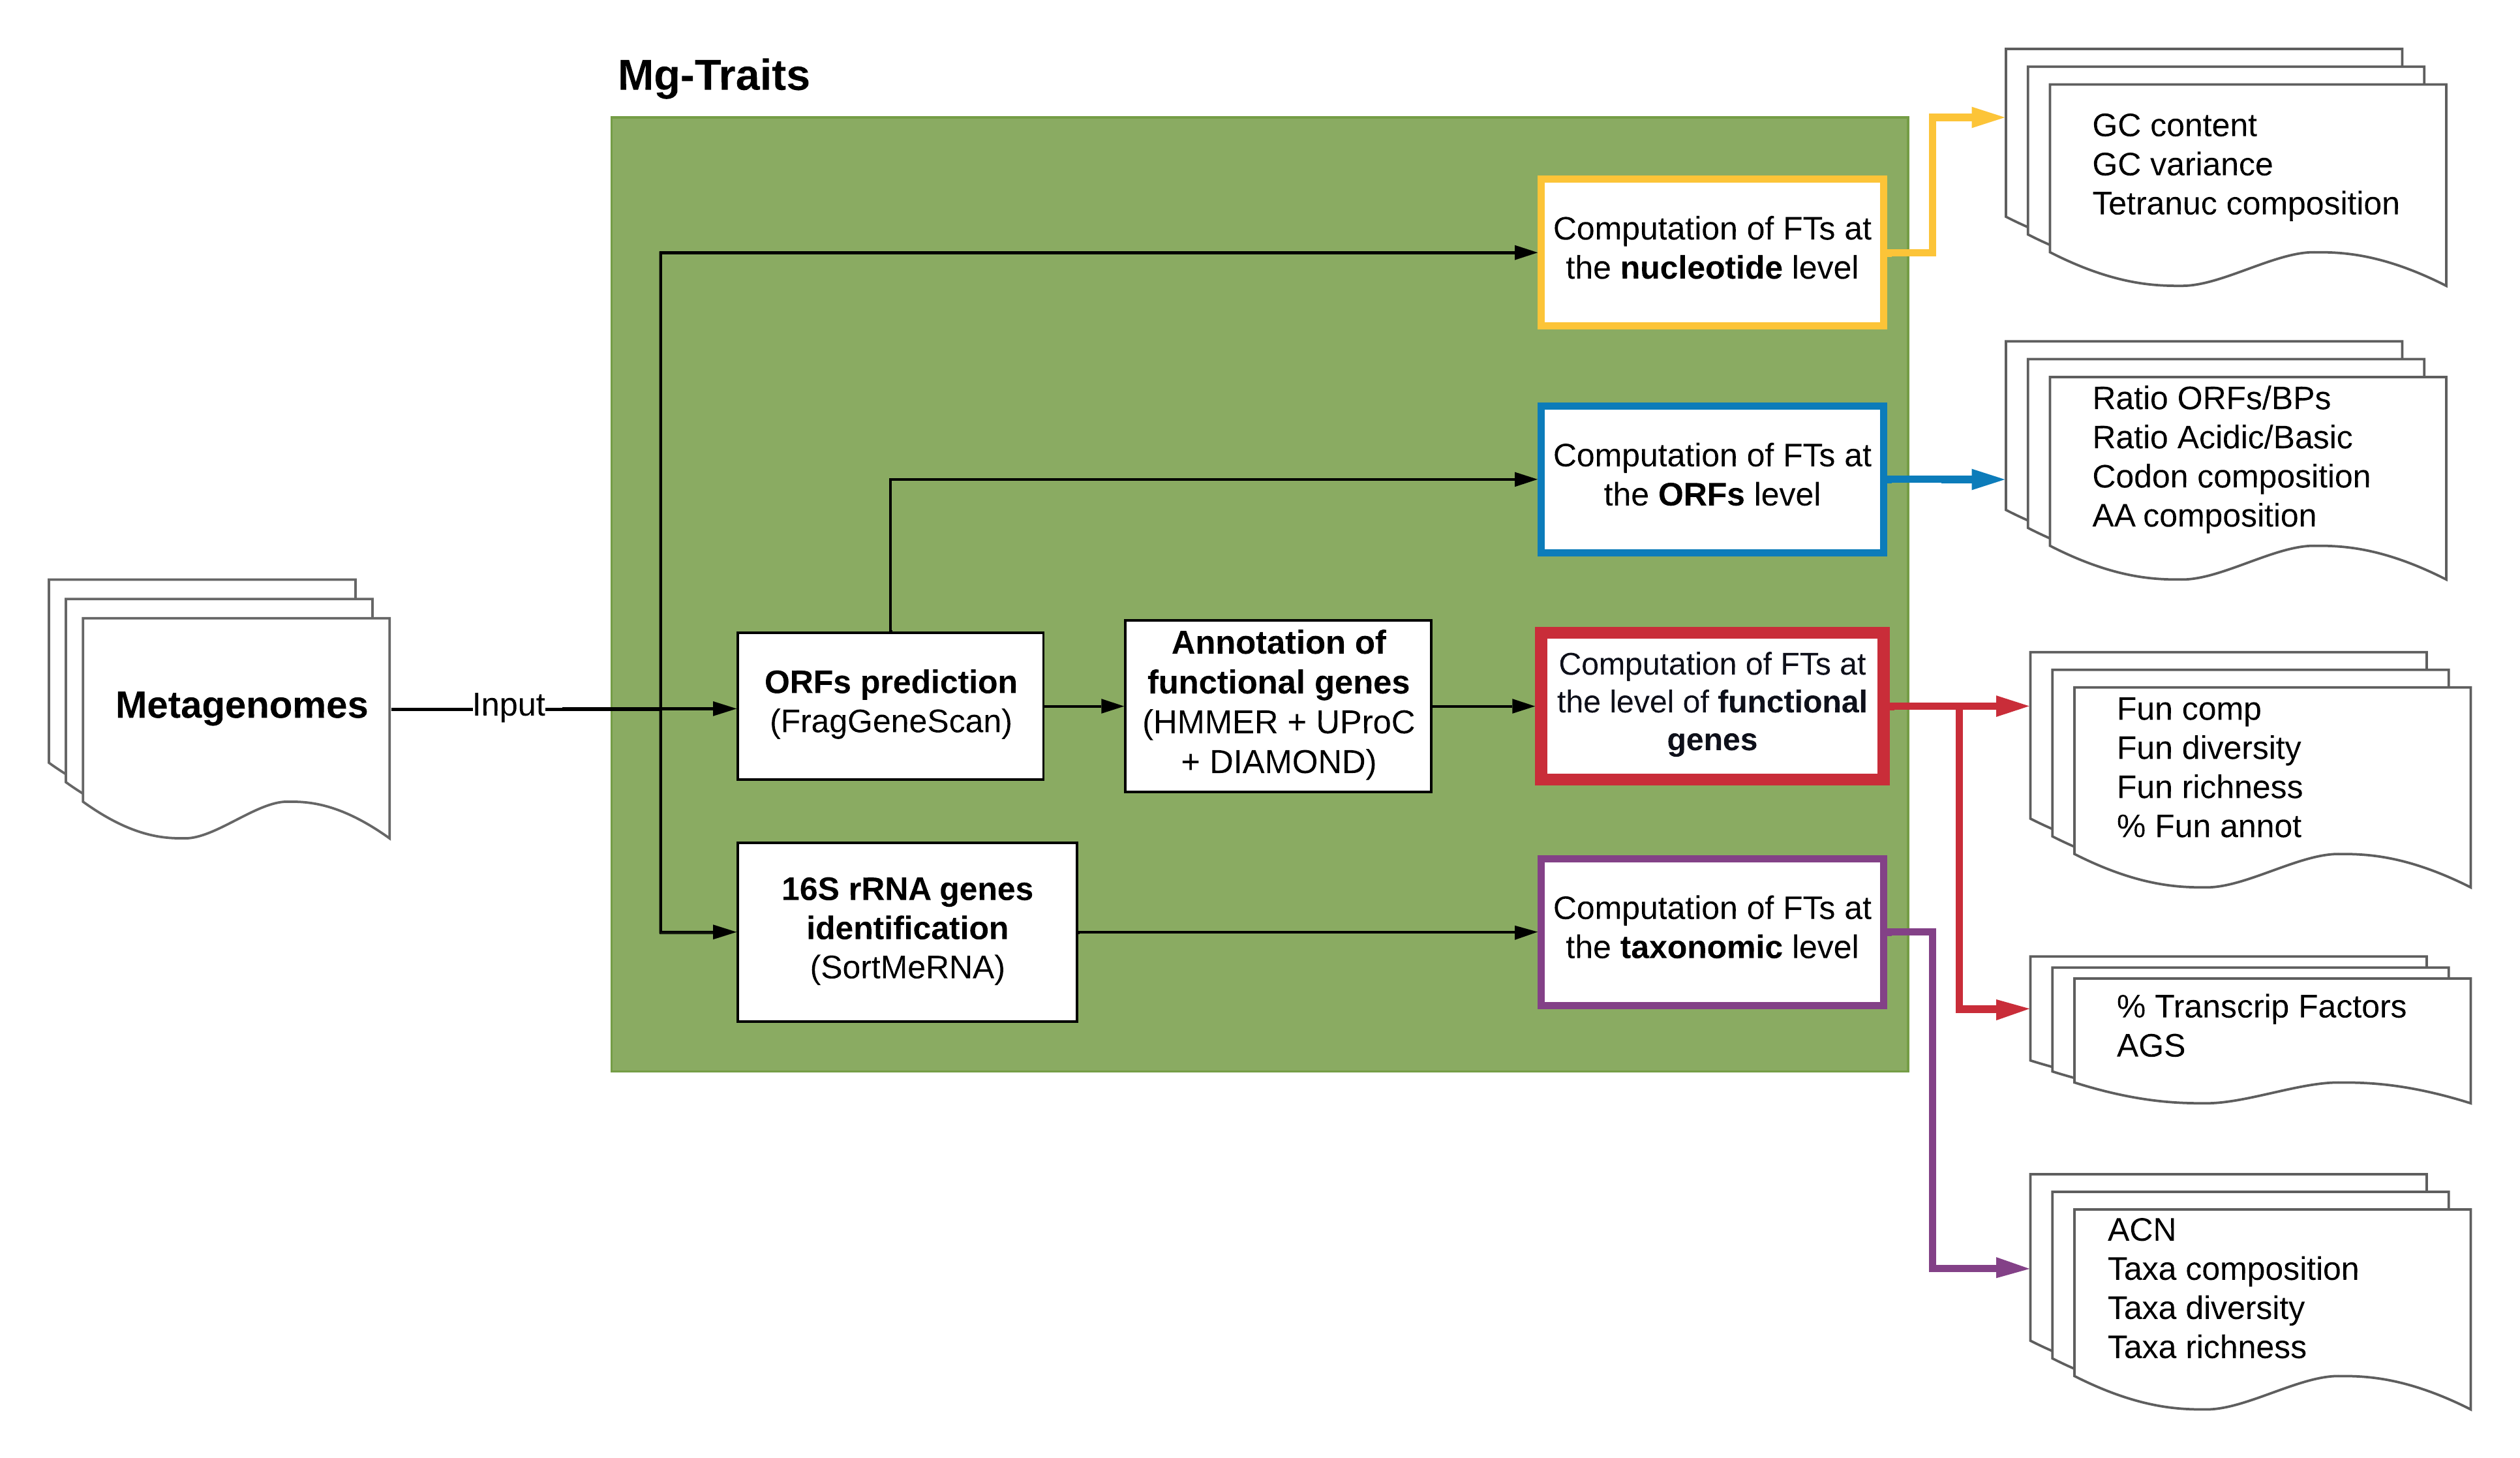 Mg-Traits
Metagenomes
Input
ORFs prediction
(FragGeneScan)
Annotation of
functional genes
(HMMER + UProC
+ DIAMOND)
16S rRNA genes
identification
(SortMeRNA)
Computation of FTs at
the nucleotide level
Computation of FTs at
the ORFs level
Computation of FTs at
the level of functional
genes
Computation of FTs at
the taxonomic level
GC content
GC variance
Tetranuc composition
Ratio ORFs/BPs
Ratio Acidic/Basic
Codon composition
AA composition
Fun comp
Fun diversity
Fun richness
% Fun annot
% Transcrip Factors
AGS
ACN
Taxa composition
Taxa diversity
Taxa richness